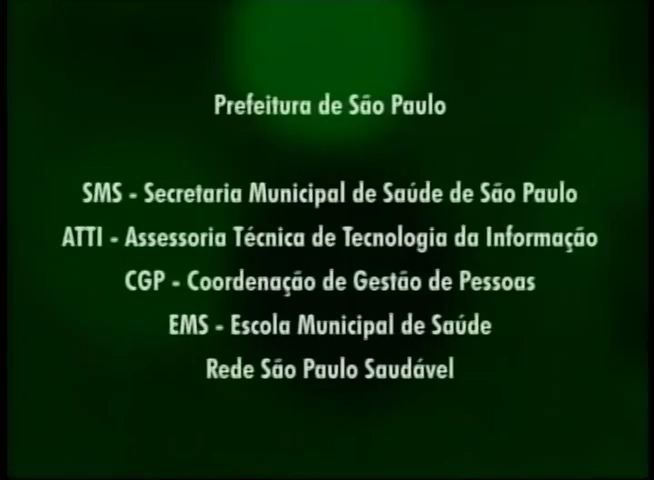 Prefeitura de São Paulo
SMS - Secretaria Municipal de Saúde de São Paulo
ATTI - Assessoria Técnica de Tecnologia da Informação
CGP - Coordenação de Gestão de Pessoas
EMS - Escola Municipal de Saúde
Rede São Paulo Saudável